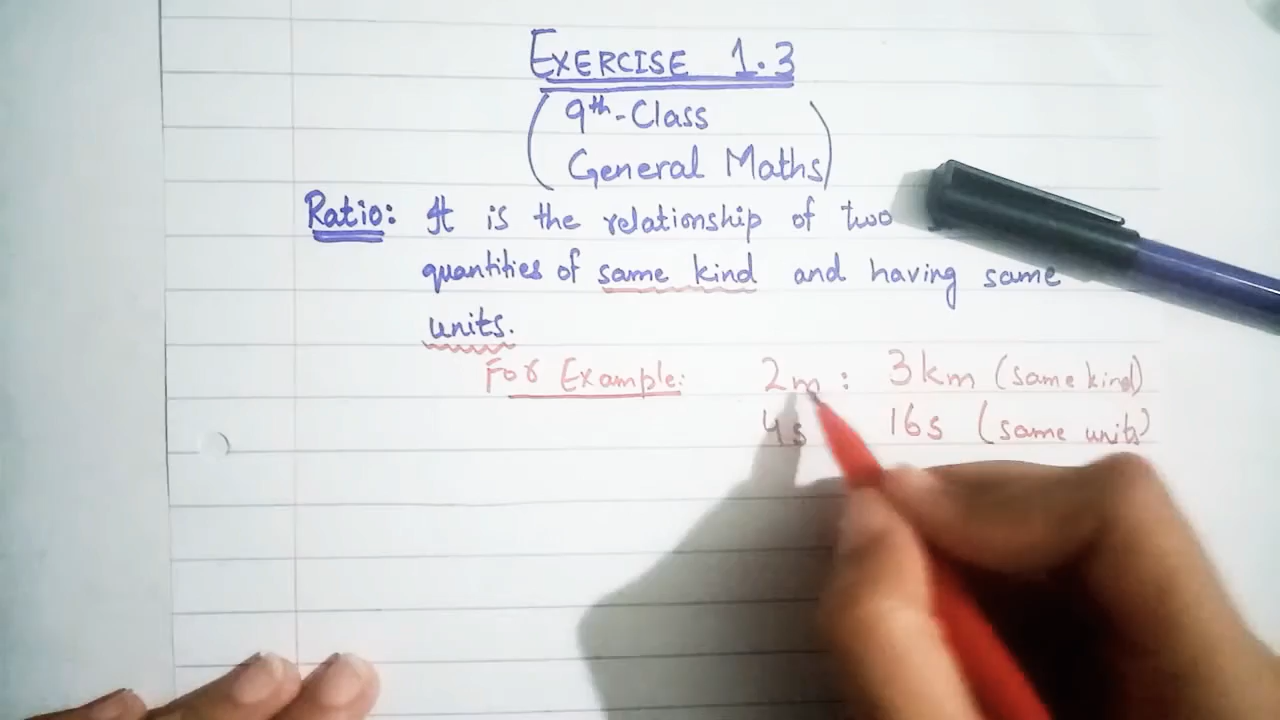 EXERCISE 1.3
(9th-Class
General Maths)
Ratio: It is the relationship of two
quantities of same kind and having same
units.
For Example: 2m : 3km (same kind)
4s 16s (same units)